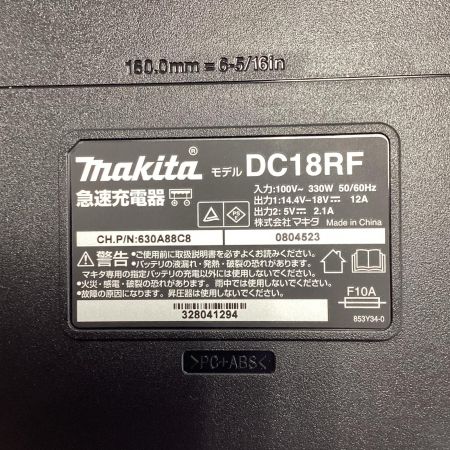 160.0mm = 6-5/16in
makita® モデル DC18RF
急速充電器
入力:100V~ 330W 50/60Hz
出力1:14.4V-18V 12A
出力2: 5V 2.1A
株式会社マキタ Made in China
CH.P/N:630A88C8
0804523
警告 •ご使用前に取扱説明書を必ずよくお読みください。
•バッテリの液漏れ・発熱・破裂の恐れがあります。
マキタ専用の指定バッテリの充電以外には使用しないでください。
•火災・感電・破裂の恐れあり。雨中では使用しないでください。
•故障の原因になります。昇圧器は使用しないでください。
F10A
328041294
853Y34-0
>PC+ABS<